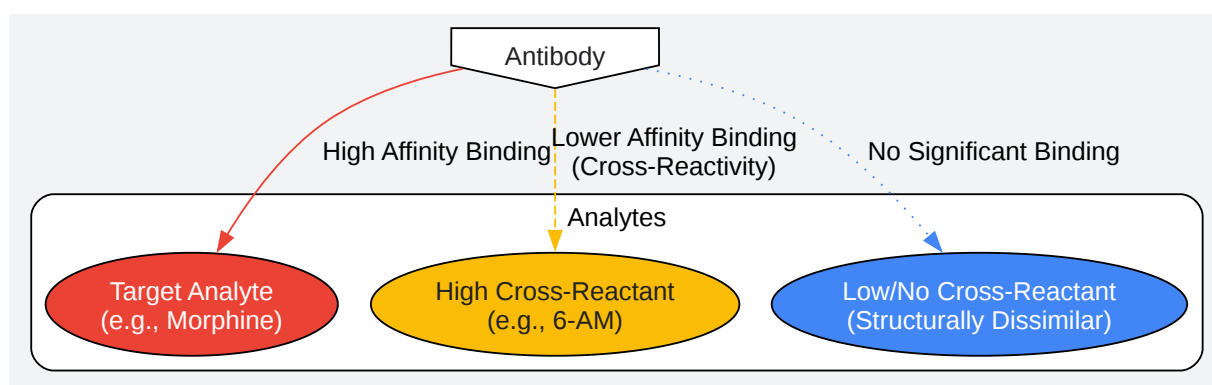 Antibody
High Affinity Binding
Lower Affinity Binding
(Cross-Reactivity)
No Significant Binding
Analytes
Target Analyte
(e.g., Morphine)
High Cross-Reactant
(e.g., 6-AM)
Low/No Cross-Reactant
(Structurally Dissimilar)